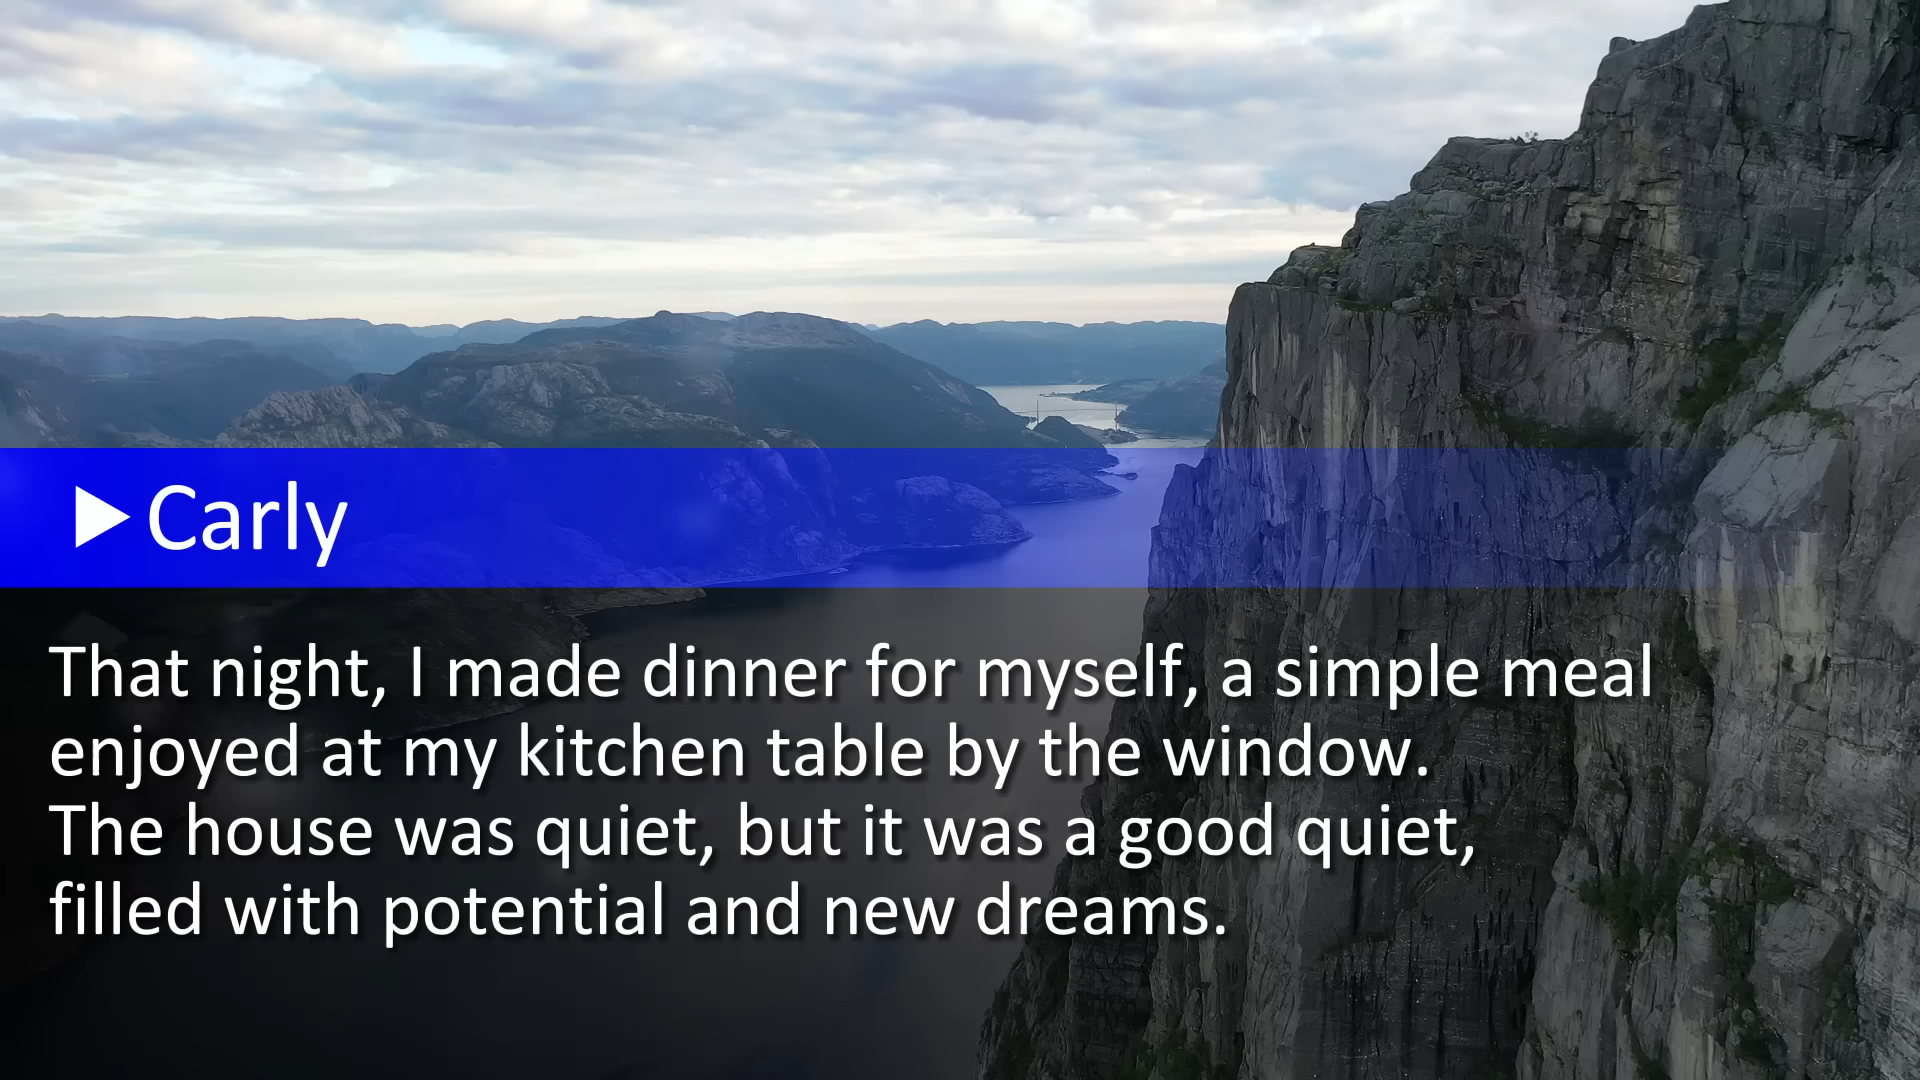 Carly
That night, I made dinner for myself, a simple meal
enjoyed at my kitchen table by the window.
The house was quiet, but it was a good quiet,
filled with potential and new dreams.